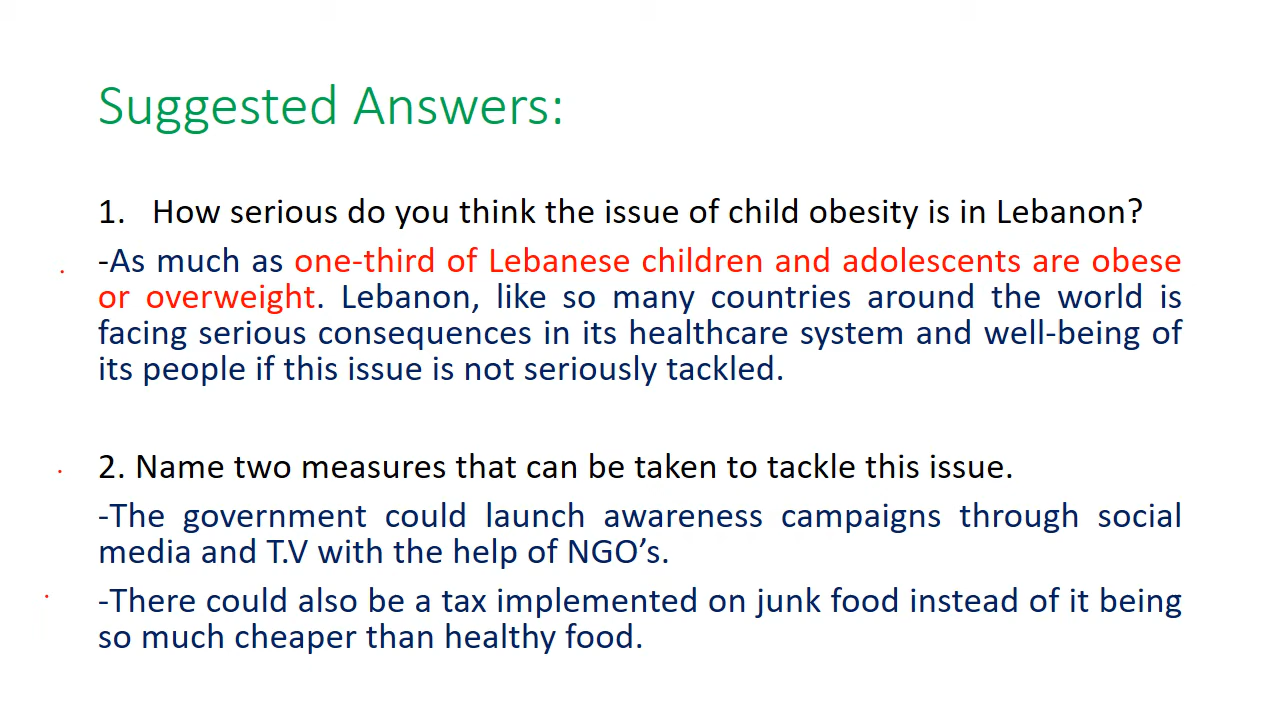 Suggested Answers:
1. How serious do you think the issue of child obesity is in Lebanon?
-As much as one-third of Lebanese children and adolescents are obese
or overweight. Lebanon, like so many countries around the world is
facing serious consequences in its healthcare system and well-being of
its people if this issue is not seriously tackled.
2. Name two measures that can be taken to tackle this issue.
-The government could launch awareness campaigns through social
media and T.V with the help of NGO’s.
-There could also be a tax implemented on junk food instead of it being
so much cheaper than healthy food.